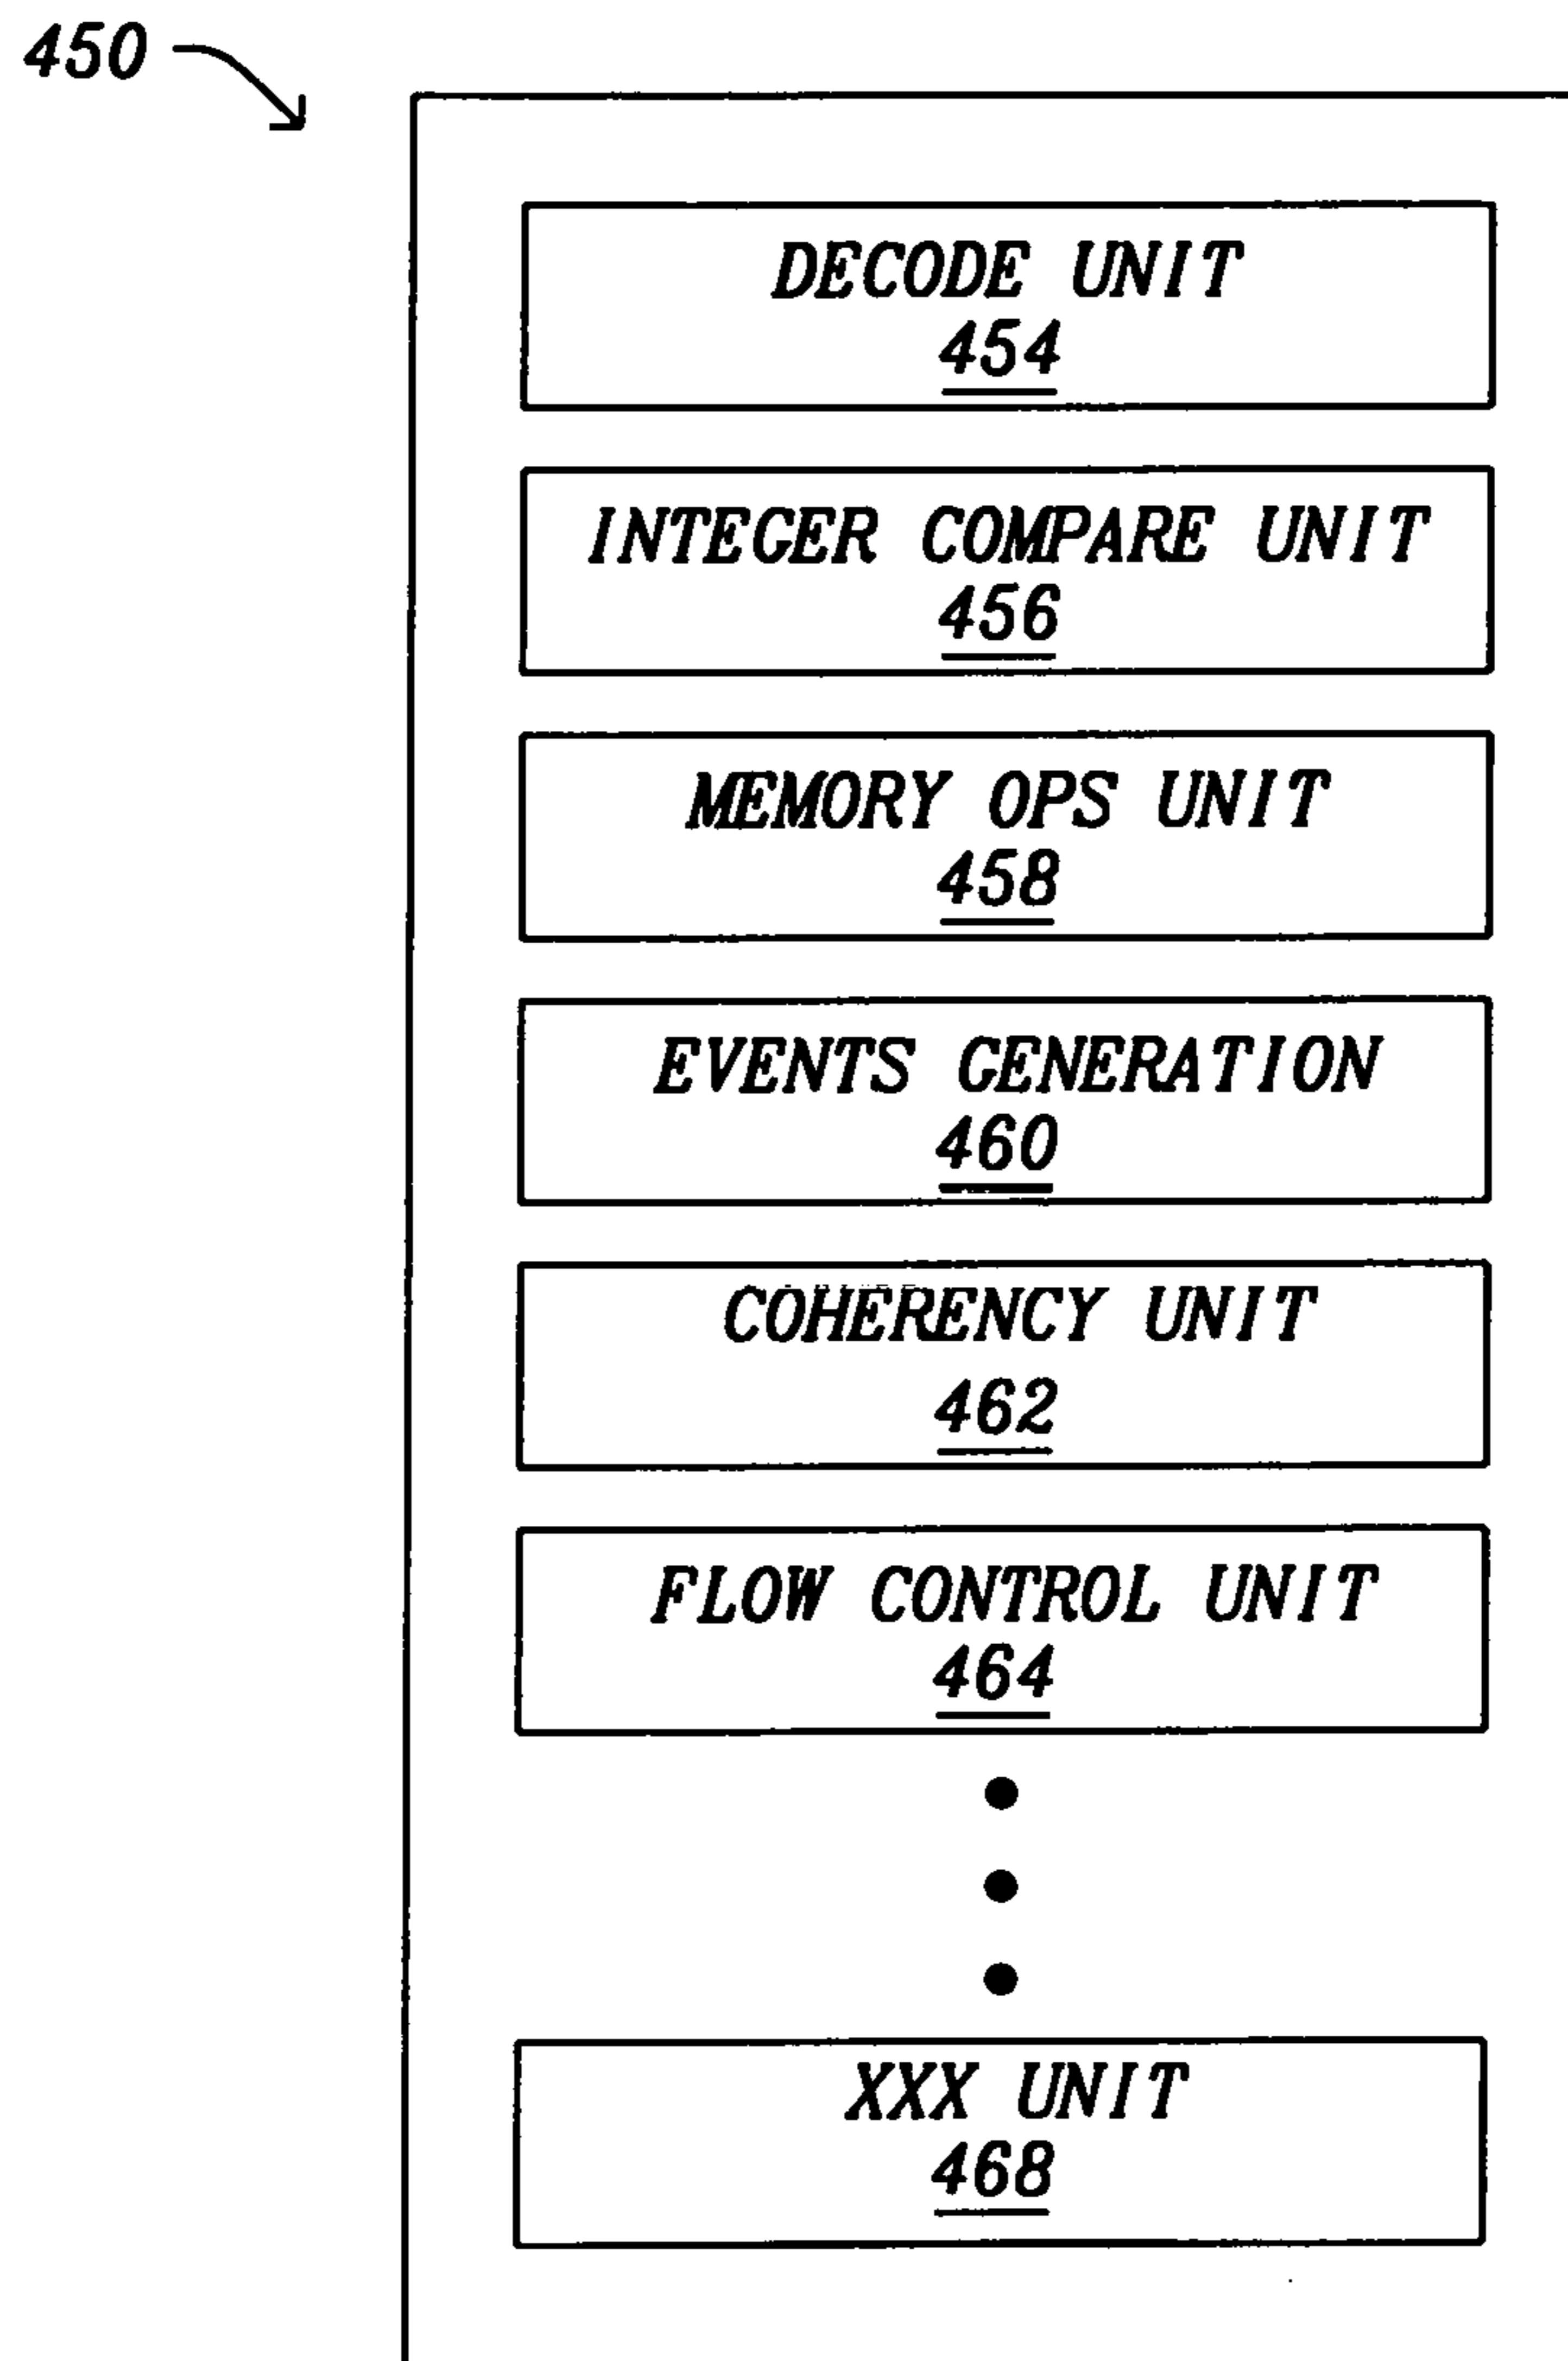 450
DECODE UNIT
454
INTEGER COMPARE UNIT
456
MEMORY OPS UNIT
458
EVENTS GENERATION
460
COHERENCY UNIT
462
FLOW CONTROL UNIT
464
XXX UNIT
468